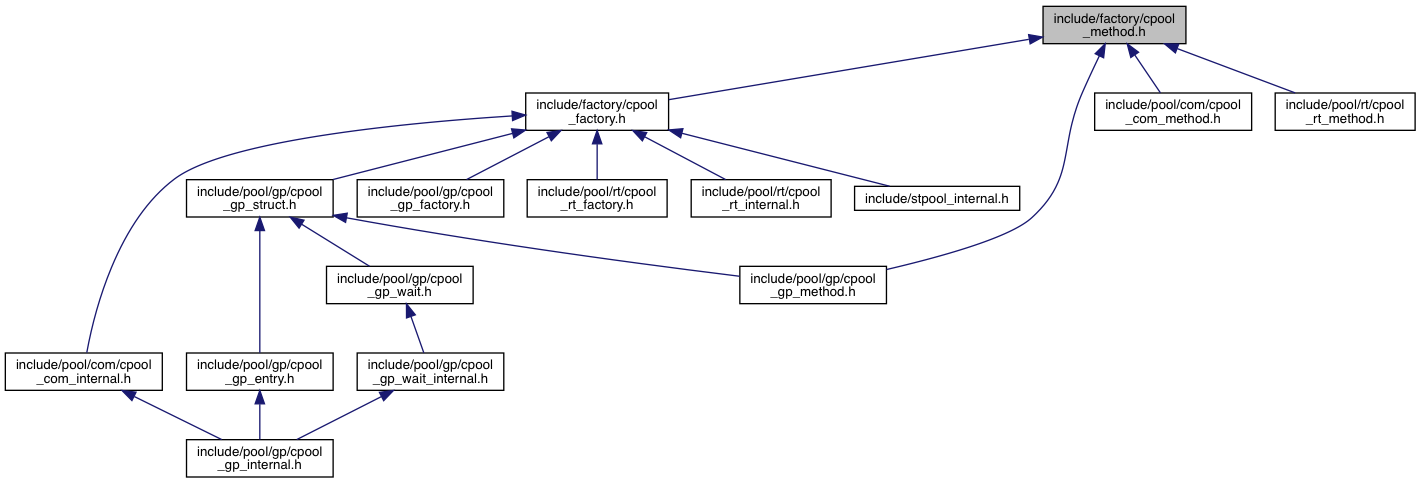 include/factory/cpool
_method.h
include/factory/cpool
_factory.h
include/pool/com/cpool
_com_method.h
include/pool/rt/cpool
_rt_method.h
include/pool/gp/cpool
_gp_struct.h
include/pool/gp/cpool
_gp_factory.h
include/pool/rt/cpool
_rt_factory.h
include/pool/rt/cpool
_rt_internal.h
include/stpool_internal.h
include/pool/gp/cpool
_gp_wait.h
include/pool/gp/cpool
_gp_method.h
include/pool/com/cpool
_com_internal.h
include/pool/gp/cpool
_gp_entry.h
include/pool/gp/cpool
_gp_wait_internal.h
include/pool/gp/cpool
_gp_internal.h